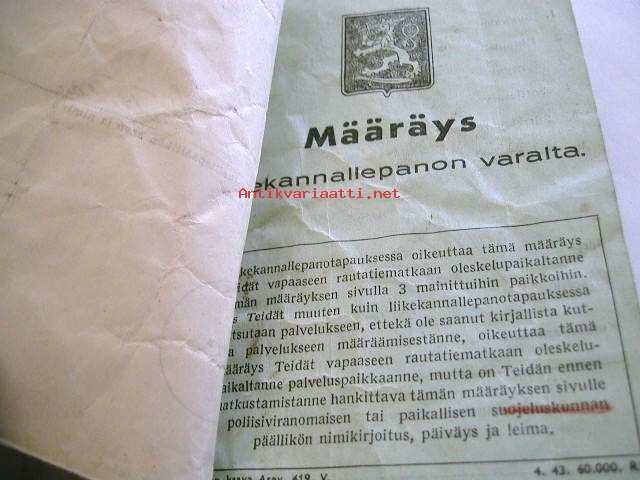 Määräys
ekannallepanon varalta.
Antikvariaatti.net
kekannallepanotapauksessa oikeuttaa tämä määräys
idät vapaaseen rautatiematkaan oleskelupaikaltanne
män määräyksen sivulla 3 mainittuihin paikkoihin.
s Teidät muuten kuin liikekannallepanotapauksessa
tsutaan palvelukseen, ettekä ole saanut kirjallista kut-
a palvelukseen määräämisestänne, oikeuttaa tämä
ääräys Teidät vapaaseen rautatiematkaan oleskelu-
aikaltanne palveluspaikkaanne, mutta on Teidän ennen
atkustamistanne hankittava tämän määräyksen sivulle
poliisiviranomaisen tai paikallisen suojeluskunnan
päällikön nimikirjoitus, päiväys ja leima.
4. 43. 60.000. R.